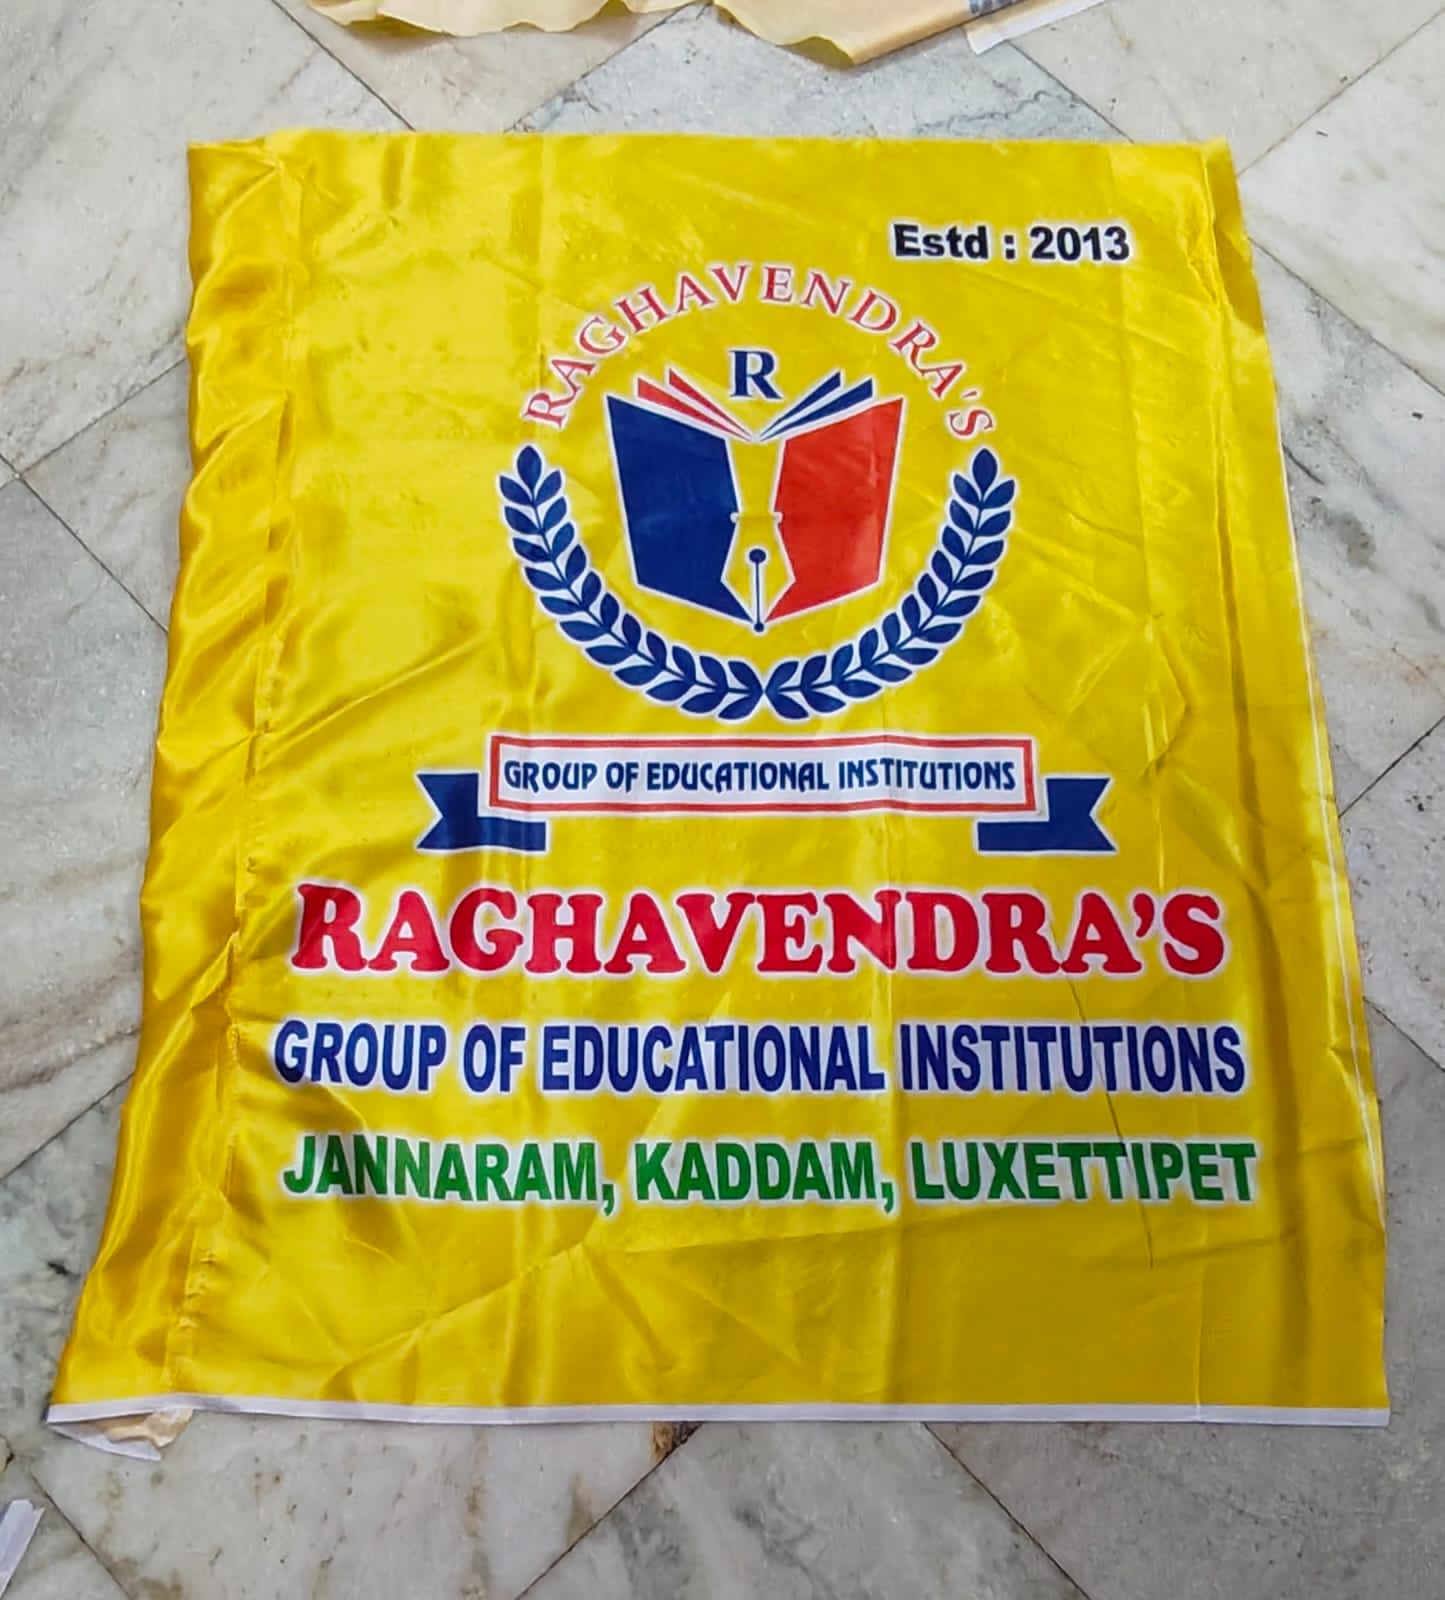 Estd : 2013
RAGHAVENDRA'S
R
GROUP OF EDUCATIONAL INSTITUTIONS
RAGHAVENDRA'S
GROUP OF EDUCATIONAL INSTITUTIONS
JANNARAM, KADDAM, LUXETTIPET